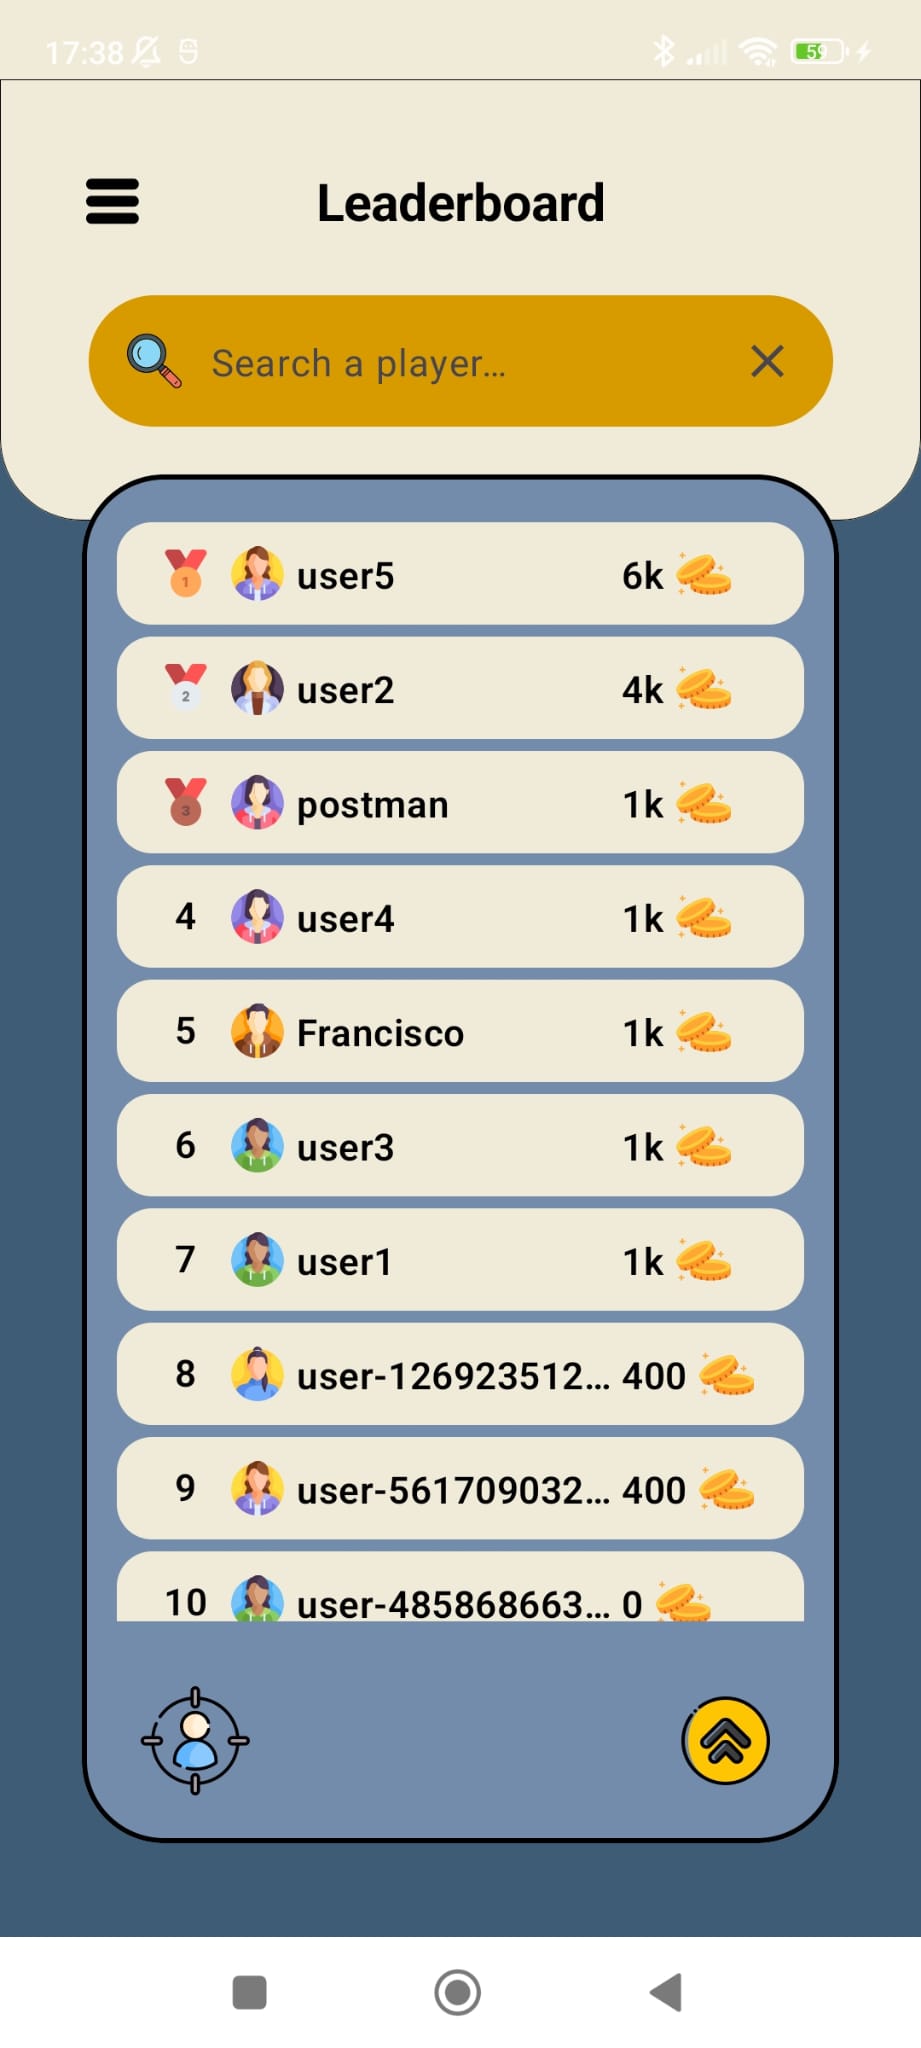 17:38 59
Leaderboard
Search a player...
1 user5 6k
2 user2 4k
3 postman 1k
4 user4 1k
5 Francisco 1k
6 user3 1k
7 user1 1k
8 user-126923512... 400
9 user-561709032... 400
10 user-485868663... 0